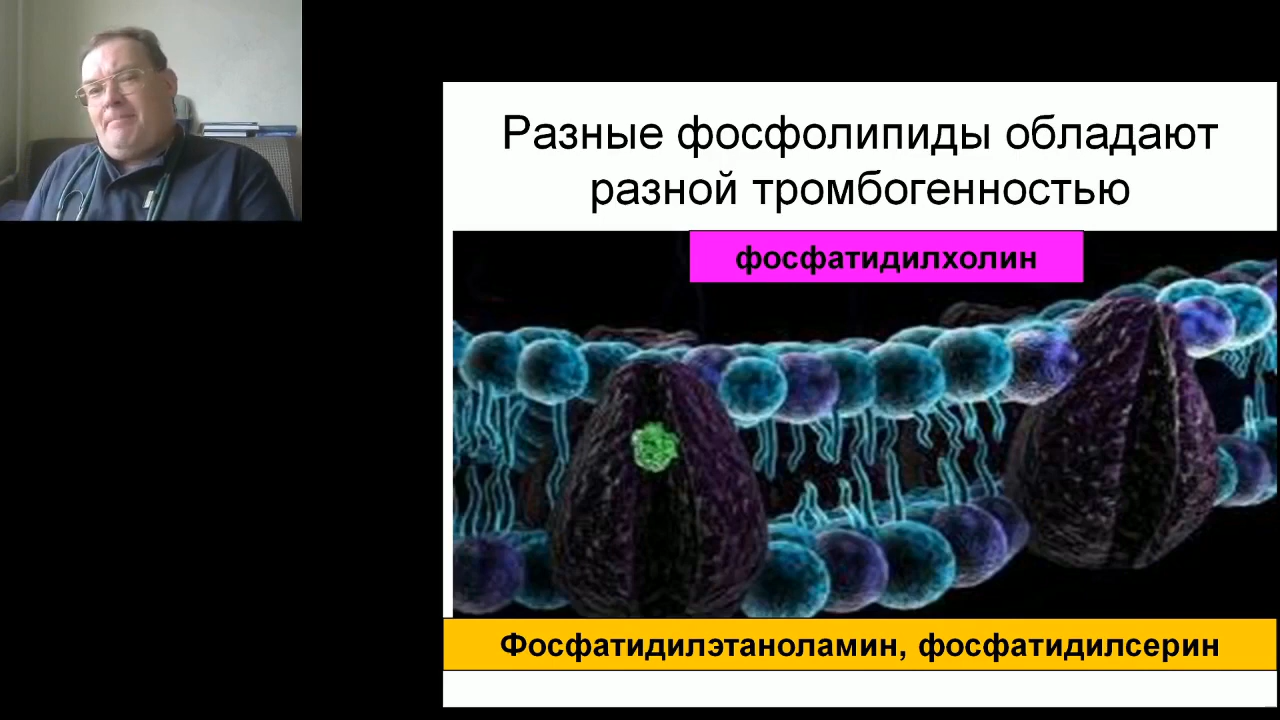 Разные фосфолипиды обладают
разной тромбогенностью
фосфатидилхолин
Фосфатидилэтаноламин, фосфатидилсерин